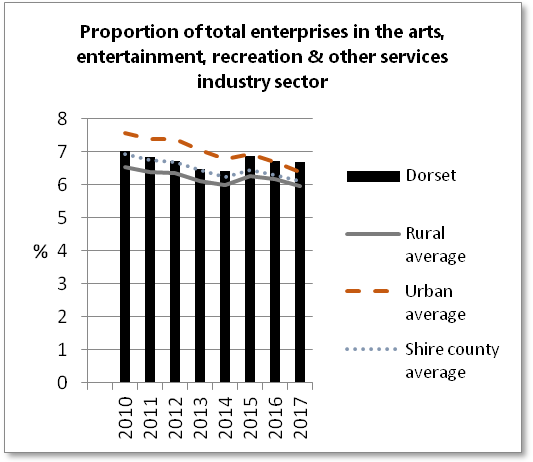 Proportion of total enterprises in the arts,
entertainment, recreation & other services
industry sector
8
7
6
5
% 4
3
2
1
0
2010 2011 2012 2013 2014 2015 2016 2017
Dorset
Rural
average
Urban
average
Shire county
average